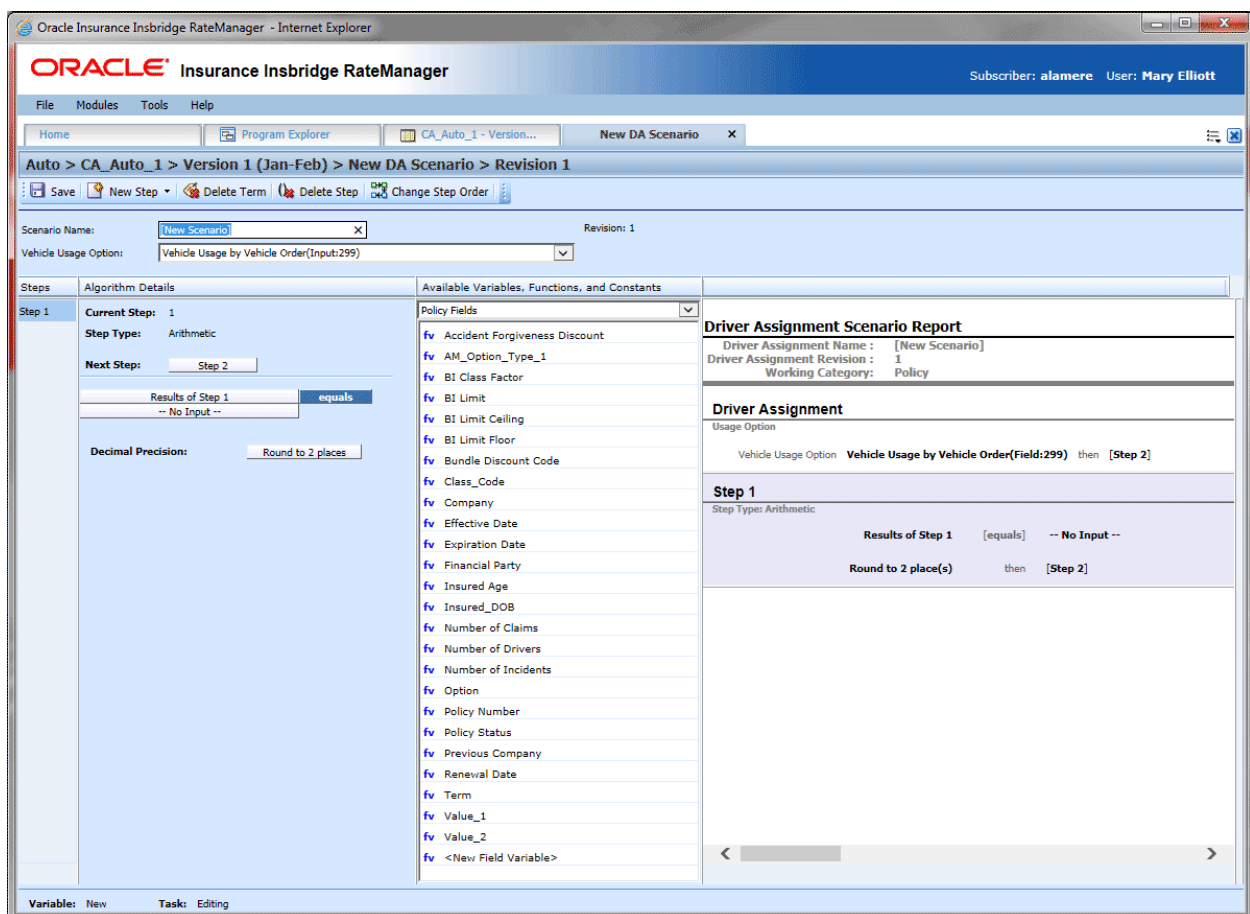 Oracle Insurance Insbridge RateManager - Internet Explorer
ORACLE® Insurance Insbridge RateManager
Subscriber: alamere User: Mary Elliott
File Modules Tools Help
Home Program Explorer CA_Auto_1 - Version... New DA Scenario X
Auto > CA_Auto_1 > Version 1 (Jan-Feb) > New DA Scenario > Revision 1
Save New Step Delete Term Delete Step Change Step Order
Scenario Name: [New Scenario] X Revision: 1
Vehicle Usage Option: Vehicle Usage by Vehicle Order(Input:299)
Steps Algorithm Details Available Variables, Functions, and Constants
Step 1
Current Step: 1
Step Type: Arithmetic
Next Step: Step 2
Results of Step 1 equals
-- No Input --
Decimal Precision: Round to 2 places
Policy Fields
fv Accident Forgiveness Discount
fv AM_Option_Type_1
fv BI Class Factor
fv BI Limit
fv BI Limit Ceiling
fv BI Limit Floor
fv Bundle Discount Code
fv Class_Code
fv Company
fv Effective Date
fv Expiration Date
fv Financial Party
fv Insured Age
fv Insured_DOB
fv Number of Claims
fv Number of Drivers
fv Number of Incidents
fv Option
fv Policy Number
fv Policy Status
fv Previous Company
fv Renewal Date
fv Term
fv Value_1
fv Value_2
fv <New Field Variable>
Driver Assignment Scenario Report
Driver Assignment Name : [New Scenario]
Driver Assignment Revision : 1
Working Category: Policy
Driver Assignment
Usage Option
Vehicle Usage Option Vehicle Usage by Vehicle Order(Field:299) then [Step 2]
Step 1
Step Type: Arithmetic
Results of Step 1 [equals] -- No Input --
Round to 2 place(s) then [Step 2]
Variable: New Task: Editing